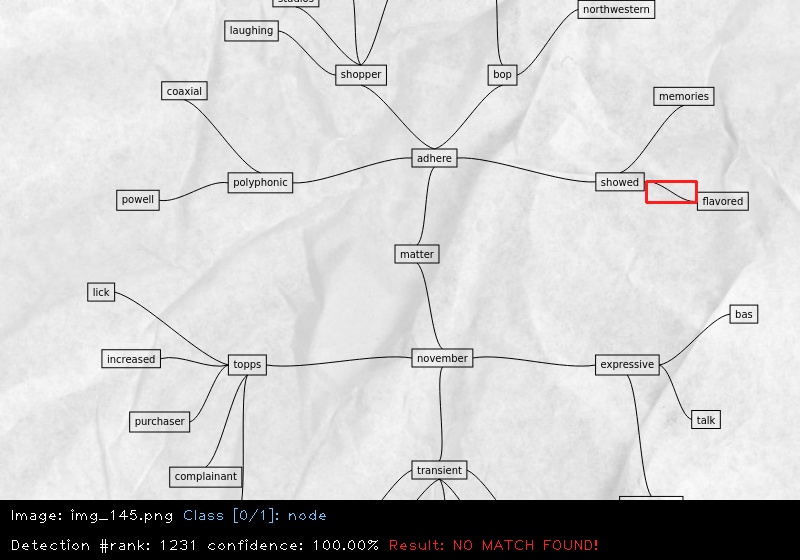 studios
northwestern
laughing
shopper
bop
coaxial
memories
adhere
polyphonic
showed
powell
flavored
matter
lick
bas
increased
topps
november
expressive
purchaser
talk
transient
complainant
Image: img_145.png Class [0/1]: node
Detection #rank: 1231 confidence: 100.00% Result: NO MATCH FOUND!